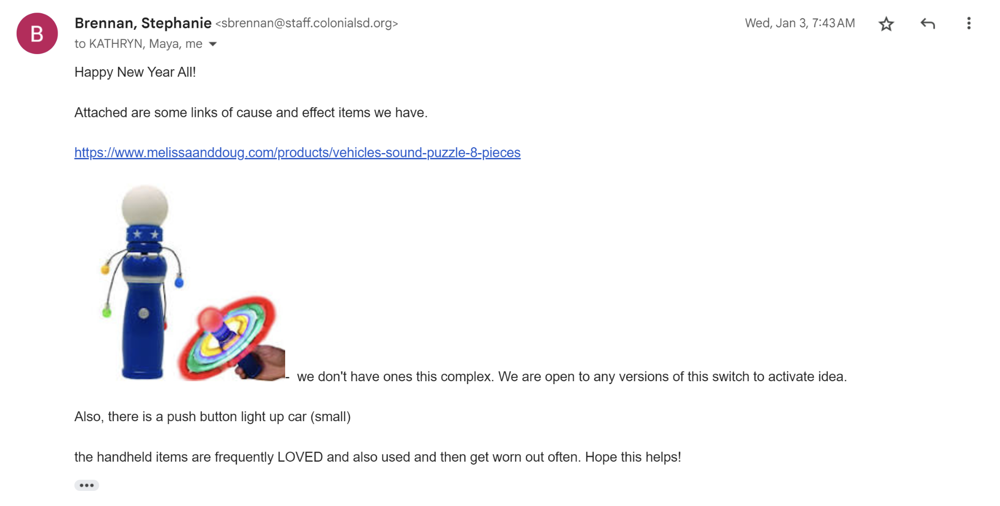 B
Brennan, Stephanie <sbrennan@staff.colonialsd.org>
Wed, Jan 3, 7:43 AM
to KATHRYN, Maya, me
Happy New Year All!
Attached are some links of cause and effect items we have.
https://www.melissaanddoug.com/products/vehicles-sound-puzzle-8-pieces
- we don't have ones this complex. We are open to any versions of this switch to activate idea.
Also, there is a push button light up car (small)
the handheld items are frequently LOVED and also used and then get worn out often. Hope this helps!